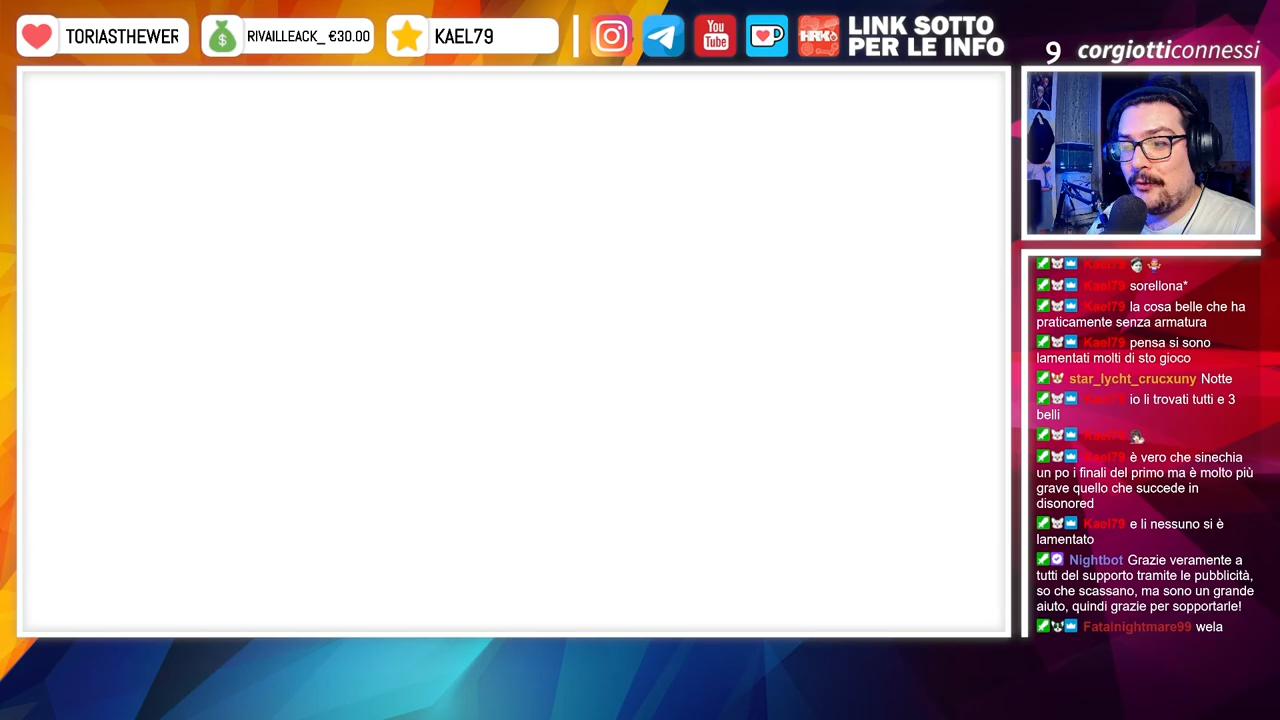 TORIASTHEWER
RIVAILLEACK_ €30.00
KAEL79
You
Tube
HRK
LINK SOTTO
PER LE INFO
9 corgiotticonnessi
Kael79
Kael79 sorellona*
Kael79 la cosa belle che ha
praticamente senza armatura
Kael79 pensa si sono
lamentati molti di sto gioco
star_lycht_crucxuny Notte
Kael79 io li trovati tutti e 3
belli
Kael79
Kael79 è vero che sinechia
un po i finali del primo ma è molto più
grave quello che succede in
disonored
Kael79 e li nessuno si è
lamentato
Nightbot Grazie veramente a
tutti del supporto tramite le pubblicità,
so che scassano, ma sono un grande
aiuto, quindi grazie per sopportarle!
Fatalnightmare99 wela